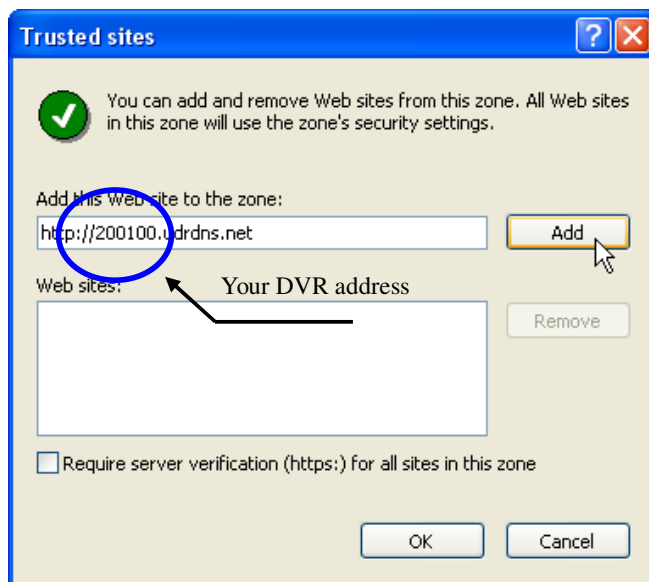 Trusted sites
You can add and remove Web sites from this zone. All Web sites
in this zone will use the zone's security settings.
Add this Web site to the zone:
http://200100.udrdns.net
Add
Web sites:
Your DVR address
Remove
Require server verification (https:) for all sites in this zone
OK
Cancel